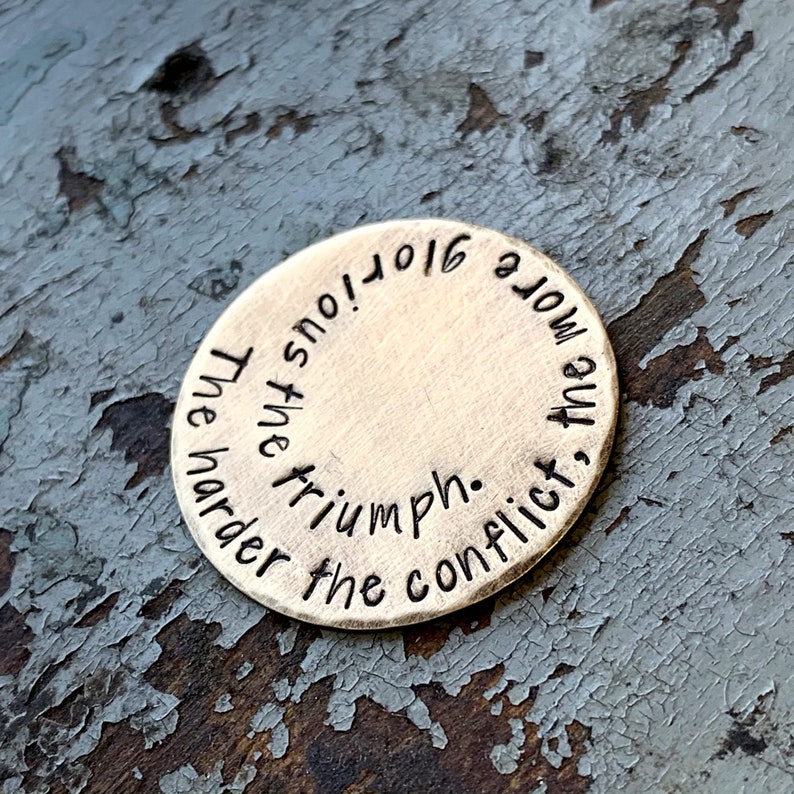 The harder the conflict, the more glorious the triumph.